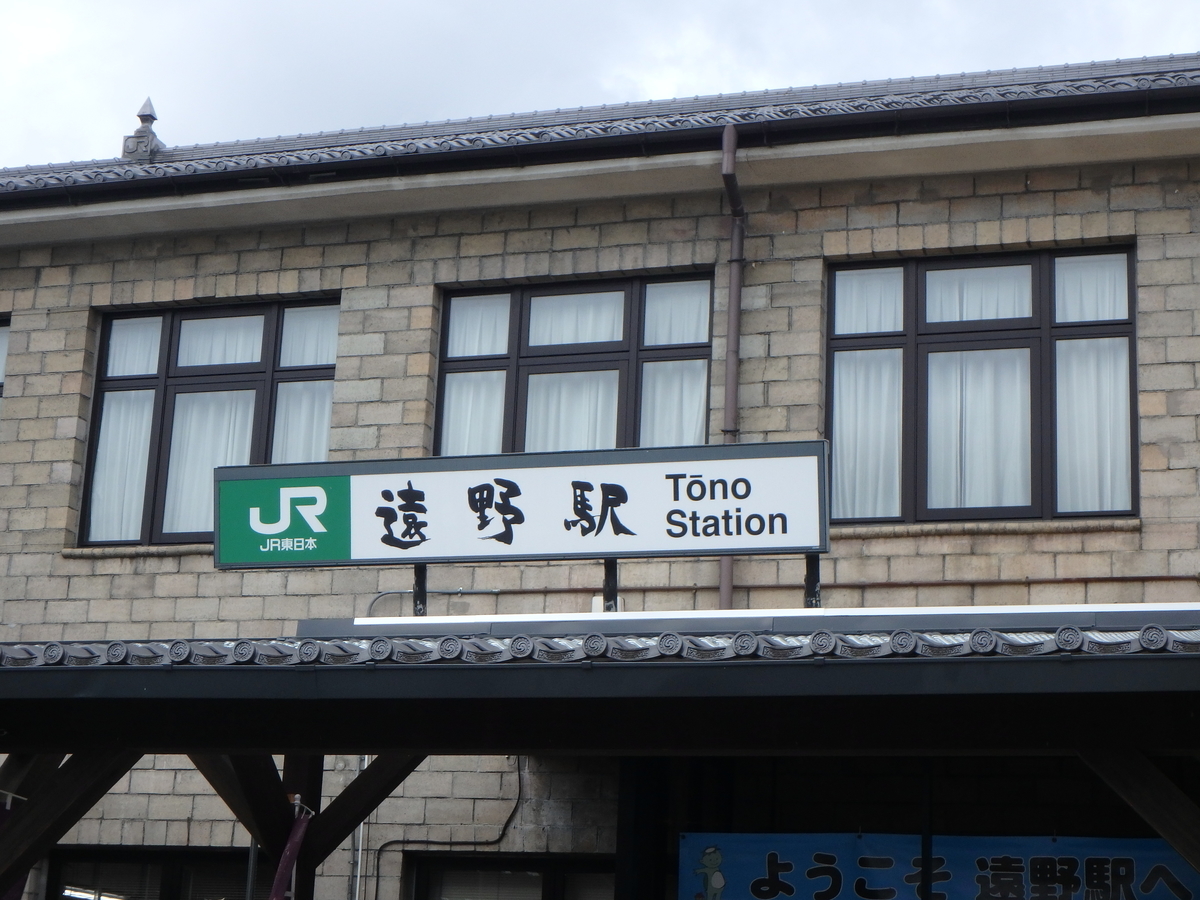 JR
JR東日本
遠野駅
Tōno
Station
ようこそ 遠野駅へ